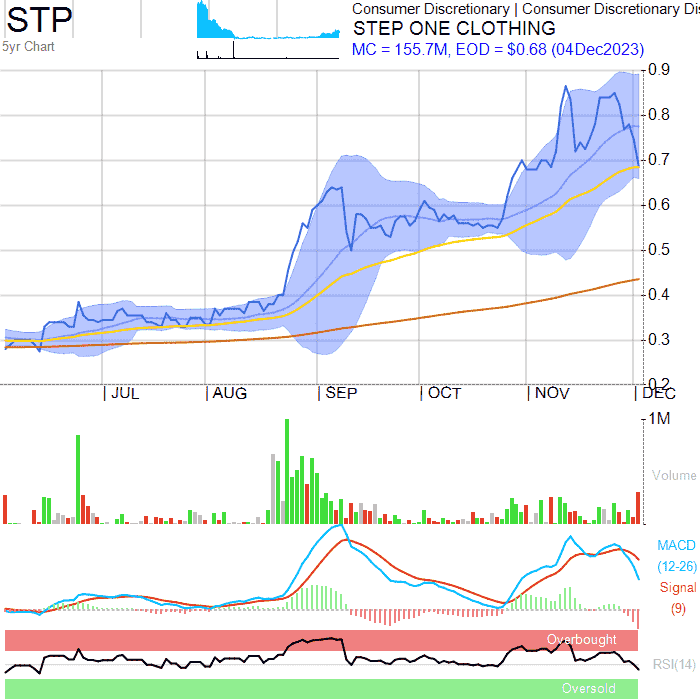 STP
5yr Chart
Consumer Discretionary | Consumer Discretionary Dis
STEP ONE CLOTHING
MC = 155.7M, EOD = $0.68 (04Dec2023)
0.9
0.8
0.7
0.6
0.5
0.4
0.3
0.2
JUL AUG SEP OCT NOV DEC
1M
Volume
MACD
(12-26)
Signal
(9)
Overbought
RSI(14)
Oversold